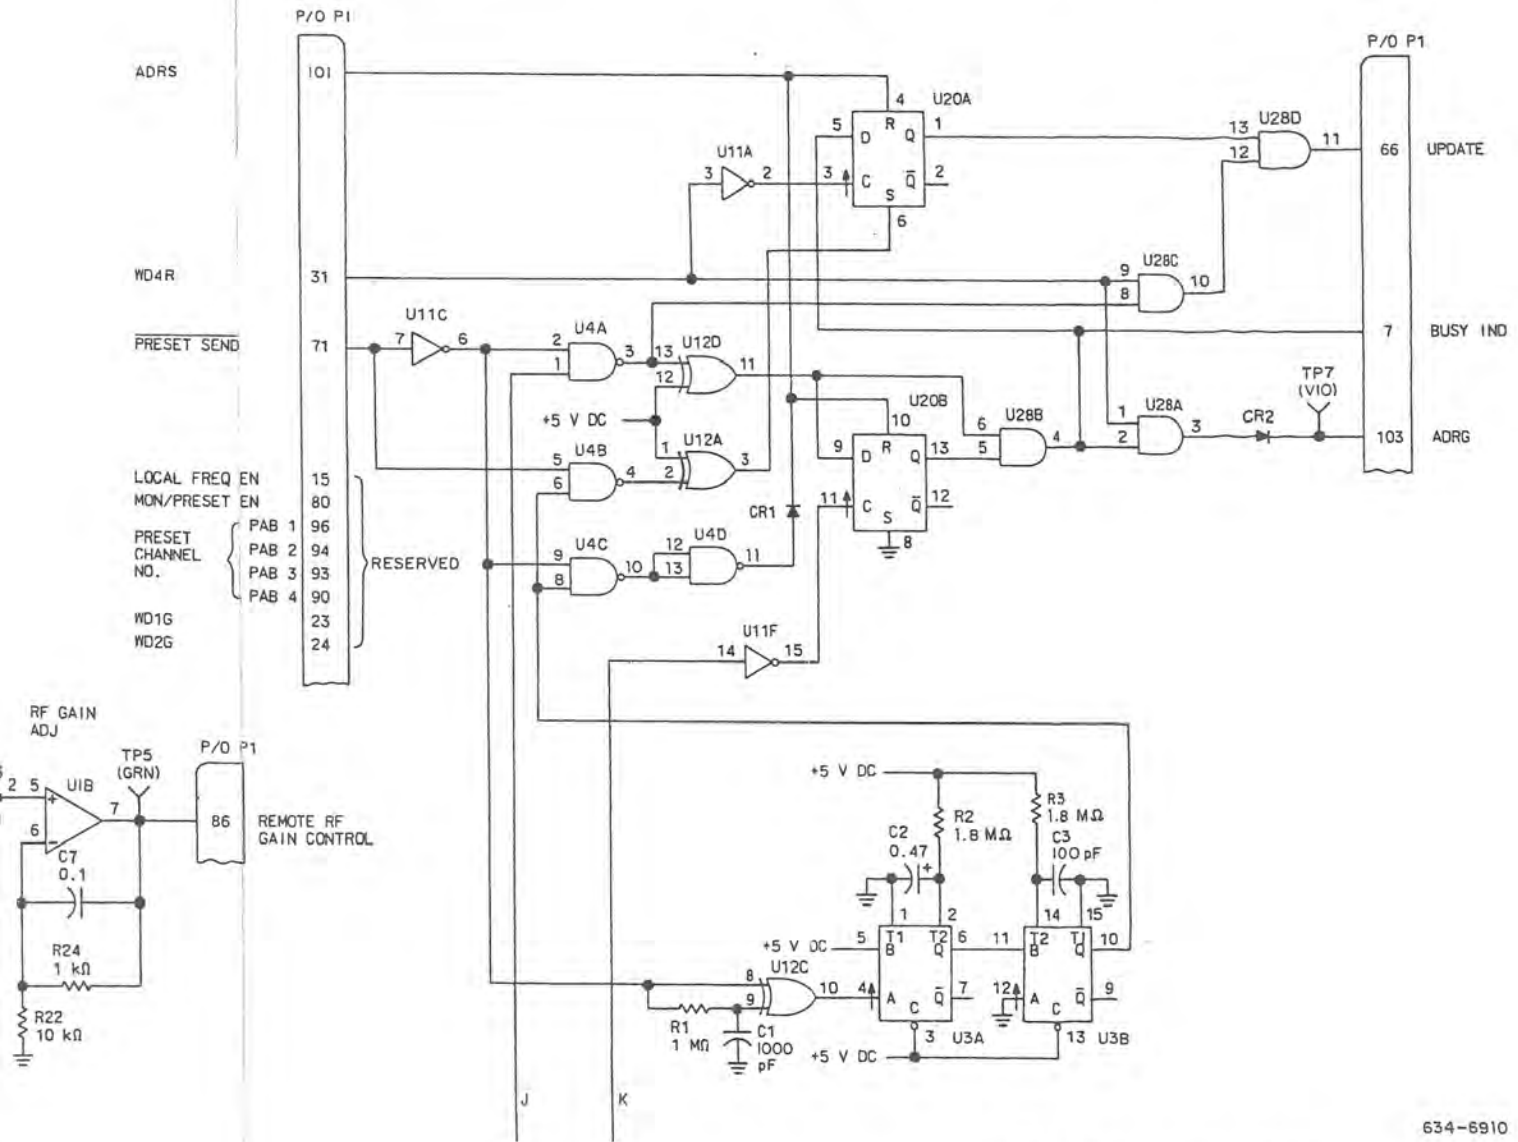 P/O P1
P/O P1
ADRS
101
4
U20A
5
D
R
Q
1
13
U28D
11
66
UPDATE
12
U11A
3
2
3
C
Q
2
S
6
WD4R
31
9
U28C
10
8
U11C
PRESET SEND
71
7
6
2
U4A
3
1
13
U12D
11
12
7
BUSY IND
+5 V DC
TP7
(VIO)
10
U20B
6
U28B
4
5
1
U28A
3
2
CR2
103
ADRG
1
U12A
3
2
9
D
R
Q
13
5
U4B
4
6
11
C
Q
12
S
8
LOCAL FREQ EN
15
MON/PRESET EN
80
PRESET
CHANNEL
NO.
PAB 1
96
PAB 2
94
PAB 3
93
PAB 4
90
WD1G
23
WD2G
24
RESERVED
CR1
9
U4C
10
8
12
U4D
11
13
U11F
14
15
RF GAIN
ADJ
TP5
(GRN)
P/O P1
2
5
+
U1B
7
6
-
86
REMOTE RF
GAIN CONTROL
C7
0.1
R24
1 kΩ
R22
10 kΩ
+5 V DC
R2
1.8 MΩ
R3
1.8 MΩ
C2
0.47
+
C3
100 pF
1
2
14
15
+5 V DC
5
T1
T2
B
Q
6
11
T2
T1
B
Q
10
8
U12C
10
9
4
A
Q
7
C
3
U3A
12
A
Q
9
C
13
U3B
R1
1 MΩ
C1
1000
pF
+5 V DC
J
K
634-6910